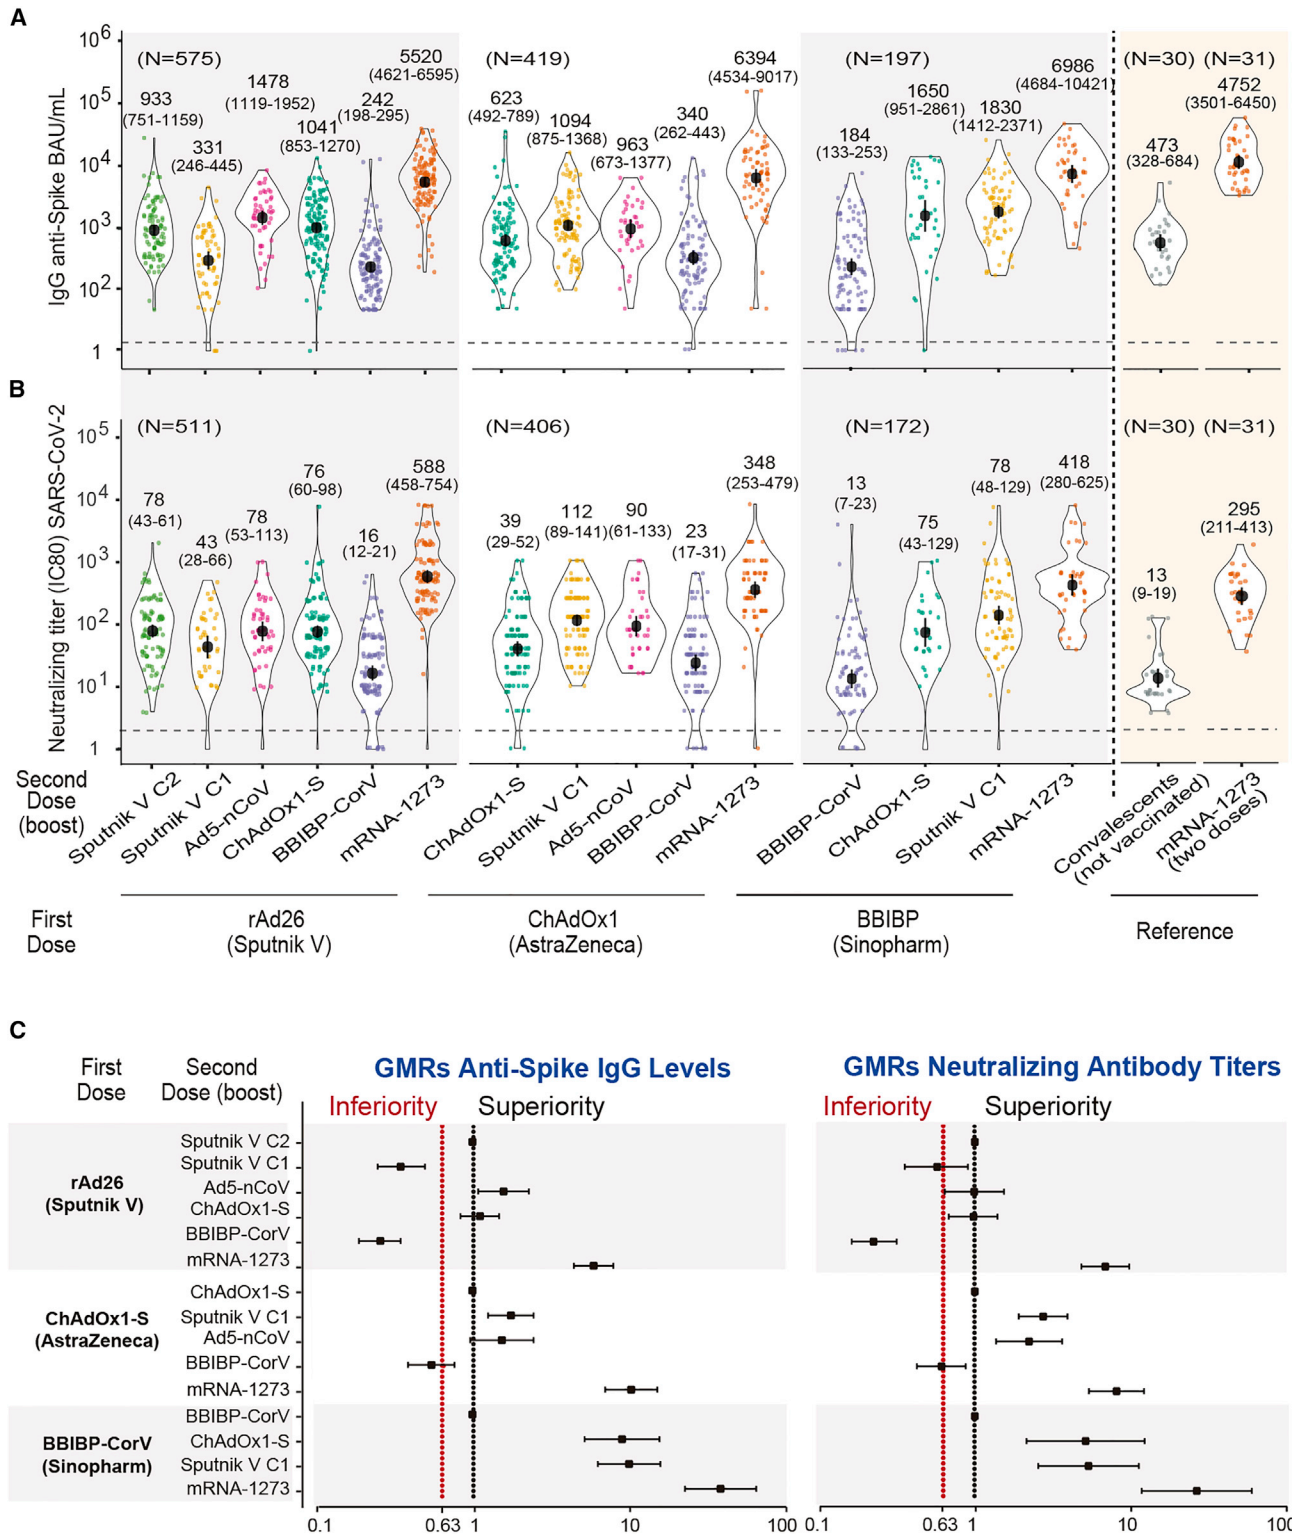 A
IgG anti-Spike BAU/mL
10^6
10^5
10^4
10^3
10^2
1
(N=575)
933
(751-1159)
331
(246-445)
1478
(1119-1952)
1041
(853-1270)
242
(198-295)
5520
(4621-6595)
(N=419)
623
(492-789)
1094
(875-1368)
963
(673-1377)
340
(262-443)
6394
(4534-9017)
(N=197)
184
(133-253)
1650
(951-2861)
1830
(1412-2371)
6986
(4684-10421)
(N=30)
473
(328-684)
(N=31)
4752
(3501-6450)
B
Neutralizing titer (IC80) SARS-CoV-2
10^5
10^4
10^3
10^2
10^1
1
(N=511)
78
(43-61)
43
(28-66)
78
(53-113)
76
(60-98)
16
(12-21)
588
(458-754)
(N=406)
39
(29-52)
112
(89-141)
90
(61-133)
23
(17-31)
348
(253-479)
(N=172)
13
(7-23)
75
(43-129)
78
(48-129)
418
(280-625)
(N=30)
13
(9-19)
(N=31)
295
(211-413)
Second
Dose
(boost)
Sputnik V C2
Sputnik V C1
Ad5-nCoV
ChAdOx1-S
BBIBP-CorV
mRNA-1273
ChAdOx1-S
Sputnik V C1
Ad5-nCoV
BBIBP-CorV
mRNA-1273
BBIBP-CorV
ChAdOx1-S
Sputnik V C1
mRNA-1273
Convalescents
(not vaccinated)
mRNA-1273
(two doses)
First
Dose
rAd26
(Sputnik V)
ChAdOx1
(AstraZeneca)
BBIBP
(Sinopharm)
Reference
C
First
Dose
Second
Dose (boost)
GMRs Anti-Spike IgG Levels
Inferiority
Superiority
GMRs Neutralizing Antibody Titers
Inferiority
Superiority
rAd26
(Sputnik V)
Sputnik V C2
Sputnik V C1
Ad5-nCoV
ChAdOx1-S
BBIBP-CorV
mRNA-1273
ChAdOx1-S
(AstraZeneca)
ChAdOx1-S
Sputnik V C1
Ad5-nCoV
BBIBP-CorV
mRNA-1273
BBIBP-CorV
(Sinopharm)
BBIBP-CorV
ChAdOx1-S
Sputnik V C1
mRNA-1273
0.1 0.63 1 10 100
0.1 0.63 1 10 100